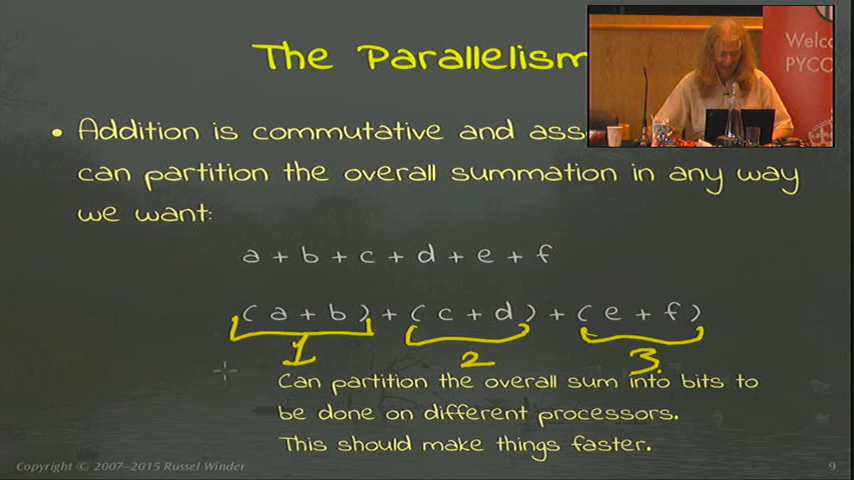 The Parallelism
Welc
PYCO
• Addition is commutative and ass
can partition the overall summation in any way
we want:
a + b + c + d + e + f
( a + b ) + ( c + d ) + ( e + f )
1 2 3
Can partition the overall sum into bits to
be done on different processors.
This should make things faster.
Copyright © 2007–2015 Russel Winder
9